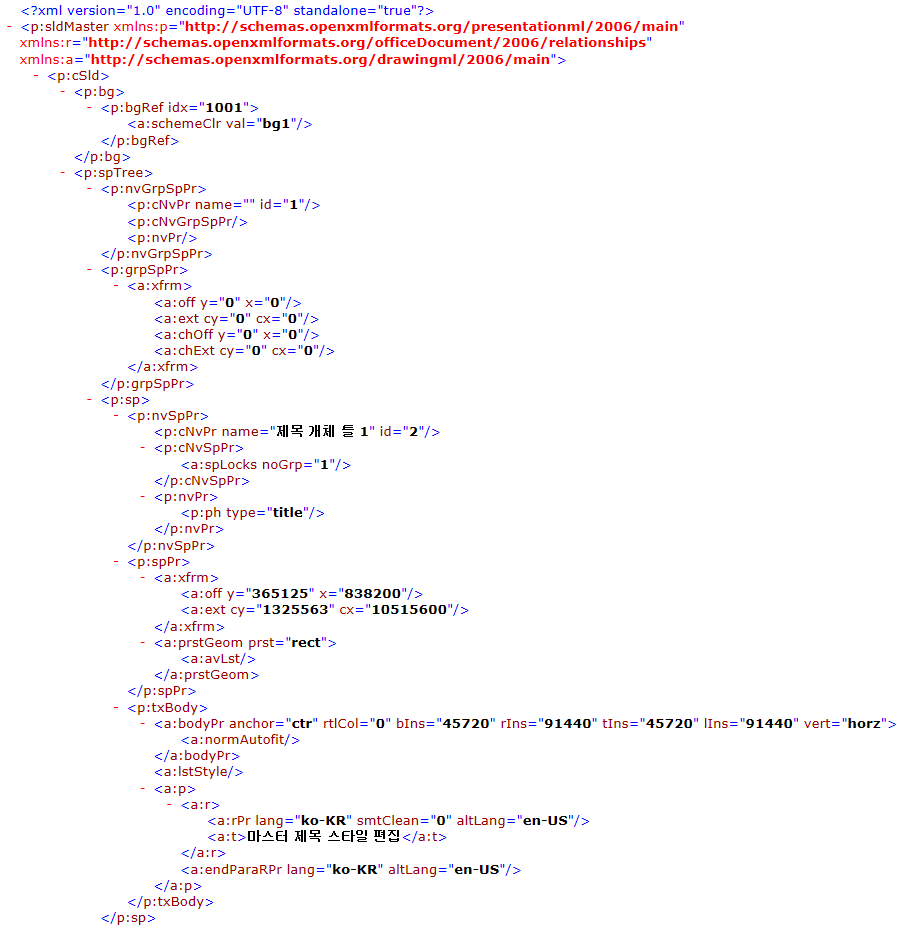 <?xml version="1.0" encoding="UTF-8" standalone="true"?>
- <p:sldMaster xmlns:p="http://schemas.openxmlformats.org/presentationml/2006/main"
xmlns:r="http://schemas.openxmlformats.org/officeDocument/2006/relationships"
xmlns:a="http://schemas.openxmlformats.org/drawingml/2006/main">
- <p:cSld>
- <p:bg>
- <p:bgRef idx="1001">
<a:schemeClr val="bg1"/>
</p:bgRef>
</p:bg>
- <p:spTree>
- <p:nvGrpSpPr>
<p:cNvPr name="" id="1"/>
<p:cNvGrpSpPr/>
<p:nvPr/>
</p:nvGrpSpPr>
- <p:grpSpPr>
- <a:xfrm>
<a:off y="0" x="0"/>
<a:ext cy="0" cx="0"/>
<a:chOff y="0" x="0"/>
<a:chExt cy="0" cx="0"/>
</a:xfrm>
</p:grpSpPr>
- <p:sp>
- <p:nvSpPr>
<p:cNvPr name="제목 개체 틀 1" id="2"/>
- <p:cNvSpPr>
<a:spLocks noGrp="1"/>
</p:cNvSpPr>
- <p:nvPr>
<p:ph type="title"/>
</p:nvPr>
</p:nvSpPr>
- <p:spPr>
- <a:xfrm>
<a:off y="365125" x="838200"/>
<a:ext cy="1325563" cx="10515600"/>
</a:xfrm>
- <a:prstGeom prst="rect">
<a:avLst/>
</a:prstGeom>
</p:spPr>
- <p:txBody>
- <a:bodyPr anchor="ctr" rtlCol="0" bIns="45720" rIns="91440" tIns="45720" lIns="91440" vert="horz">
<a:normAutofit/>
</a:bodyPr>
<a:lstStyle/>
- <a:p>
- <a:r>
<a:rPr lang="ko-KR" smtClean="0" altLang="en-US"/>
<a:t>마스터 제목 스타일 편집</a:t>
</a:r>
<a:endParaRPr lang="ko-KR" altLang="en-US"/>
</a:p>
</p:txBody>
</p:sp>